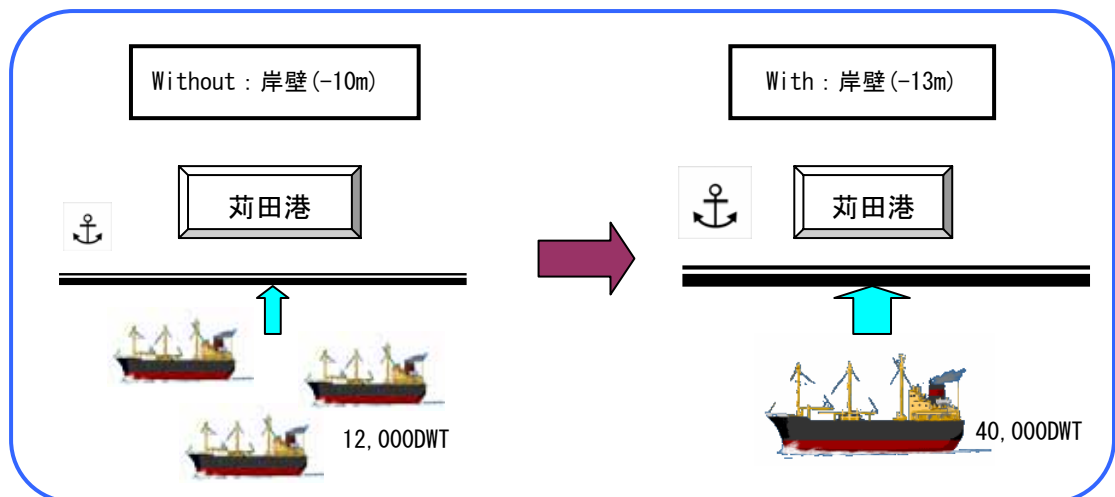 Without : 岸壁(-10m)
苅田港
12,000DWT
With : 岸壁(-13m)
苅田港
40,000DWT